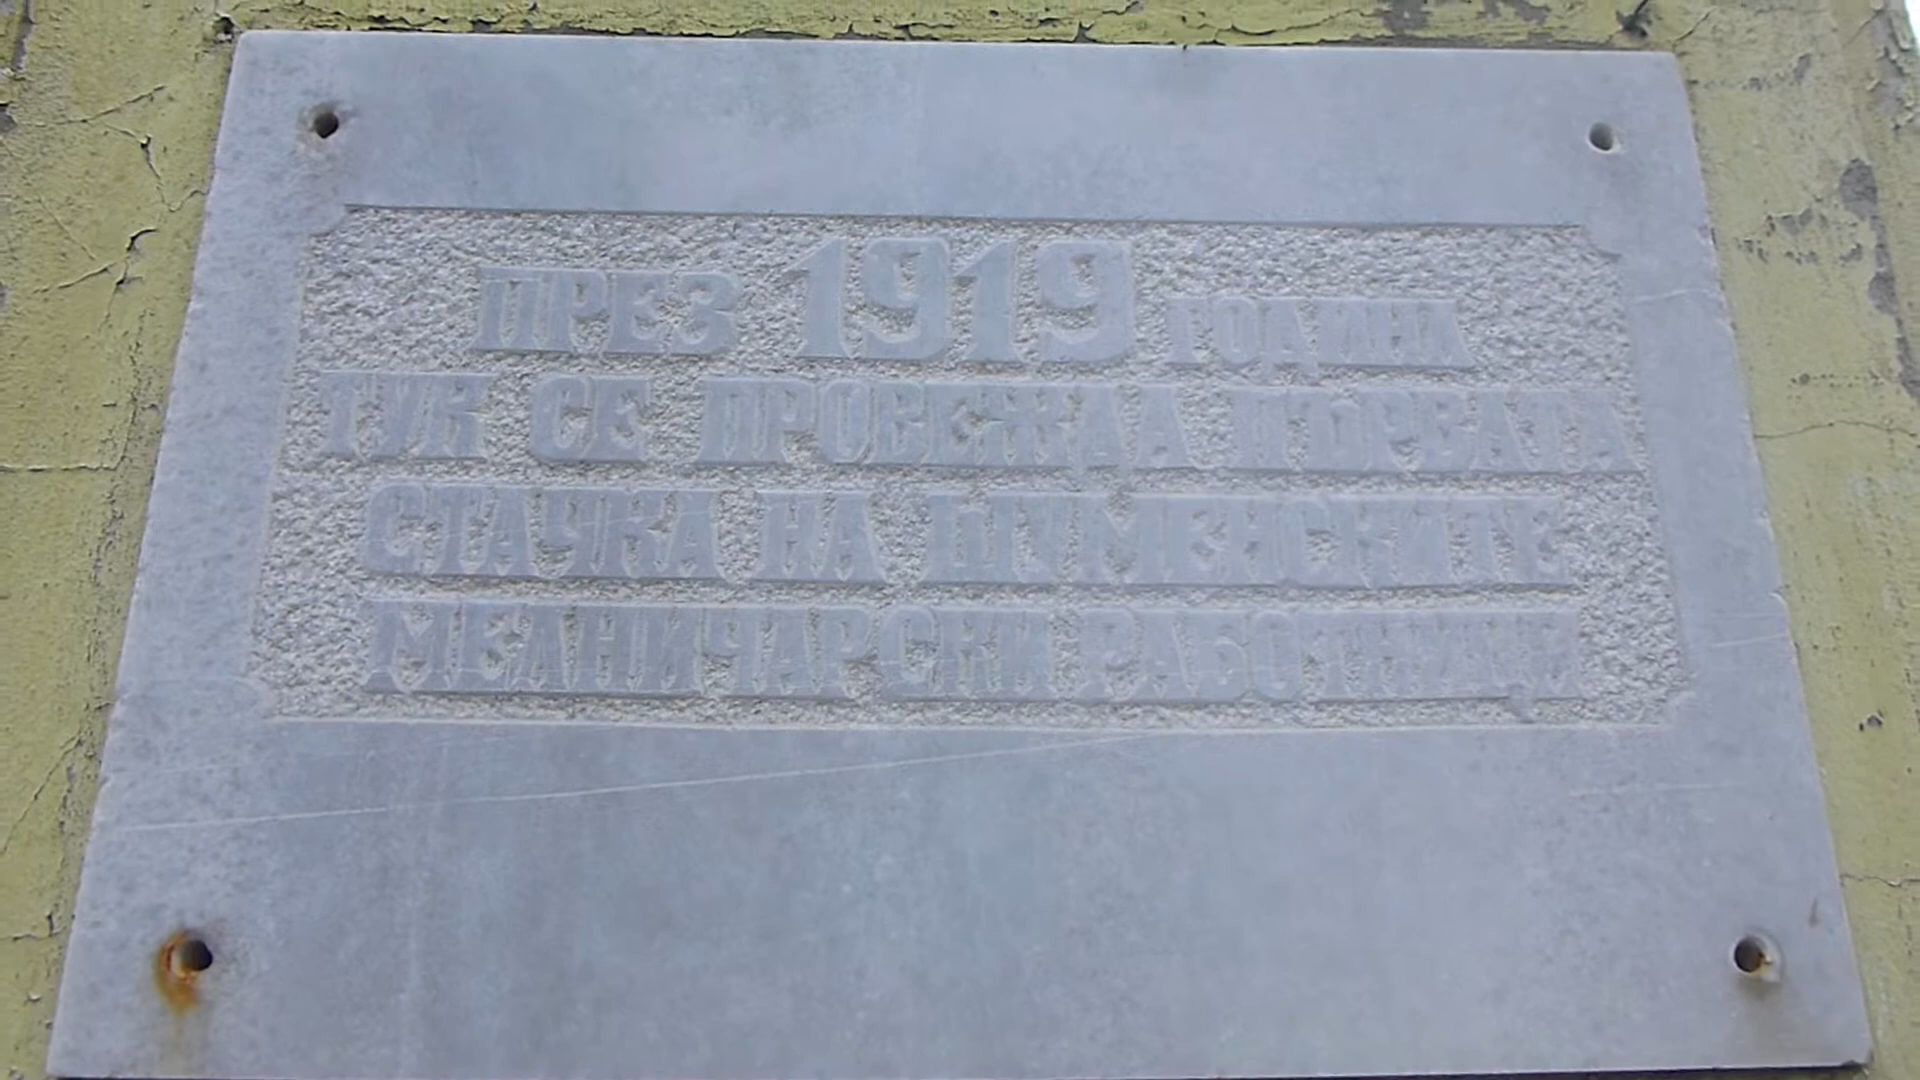 ПРЕЗ 1919 ГОДИНА
ТУК СЕ ПРОВЕЖДА ПЪРВАТА
СТАЧКА НА ШУМЕНСКИТЕ
МЕЛНИЧАРСКИ РАБОТНИЦИ